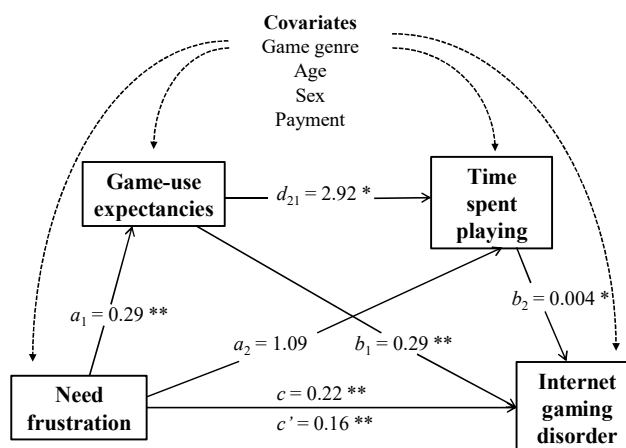 Covariates
Game genre
Age
Sex
Payment
Game-use
expectancies
d21 = 2.92 *
Time
spent
playing
a1 = 0.29 **
a2 = 1.09
b1 = 0.29 **
b2 = 0.004 *
Need
frustration
c = 0.22 **
c’ = 0.16 **
Internet
gaming
disorder